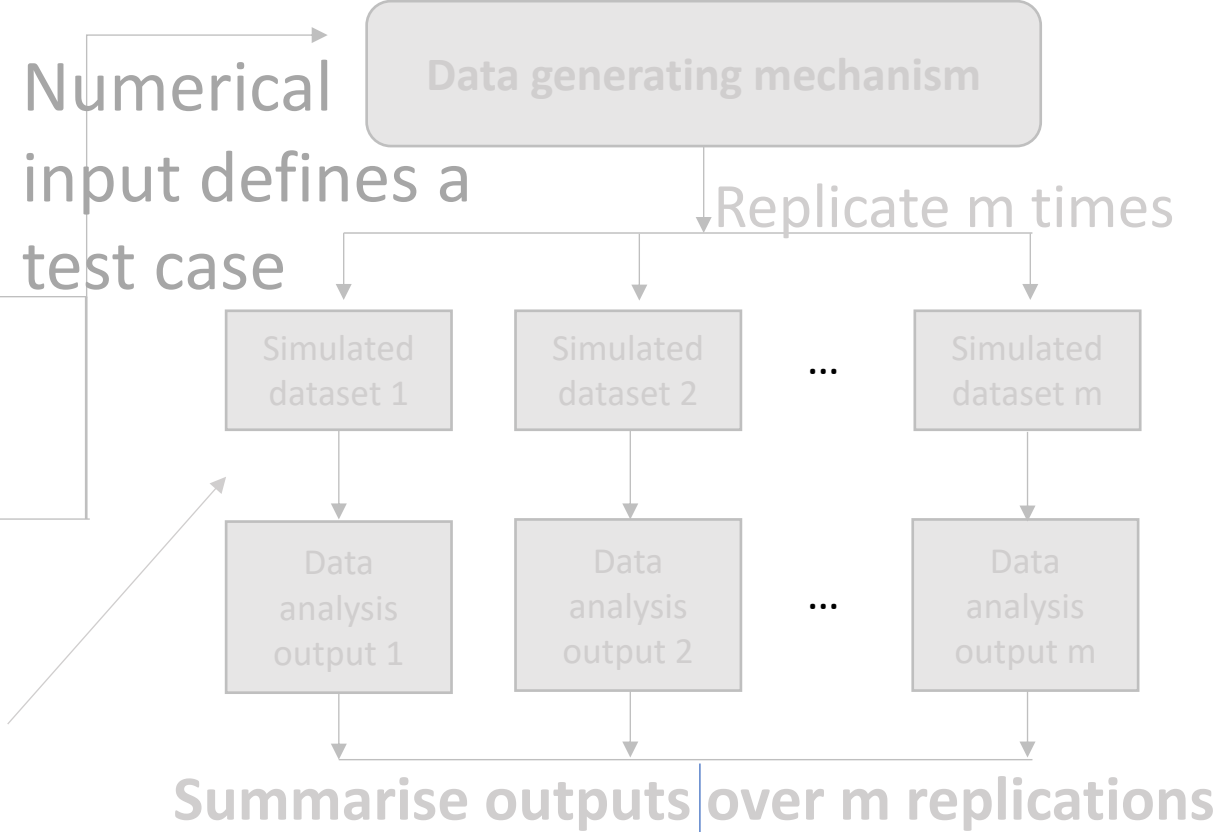 Data generating mechanism
Numerical
input defines a
test case
Replicate m times
Simulated
dataset 1
Simulated
dataset 2
...
Simulated
dataset m
Data
analysis
output 1
Data
analysis
output 2
...
Data
analysis
output m
Summarise outputs over m replications